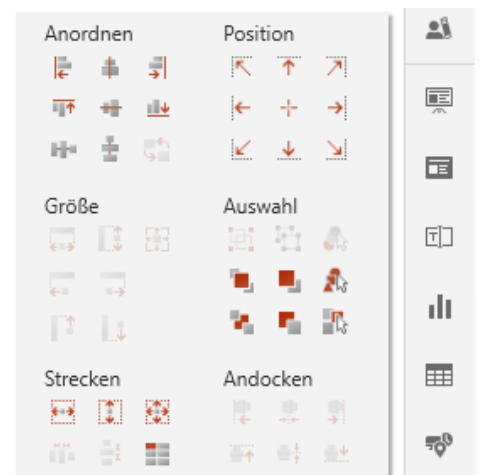 Anordnen
Position
Größe
Auswahl
Strecken
Andocken